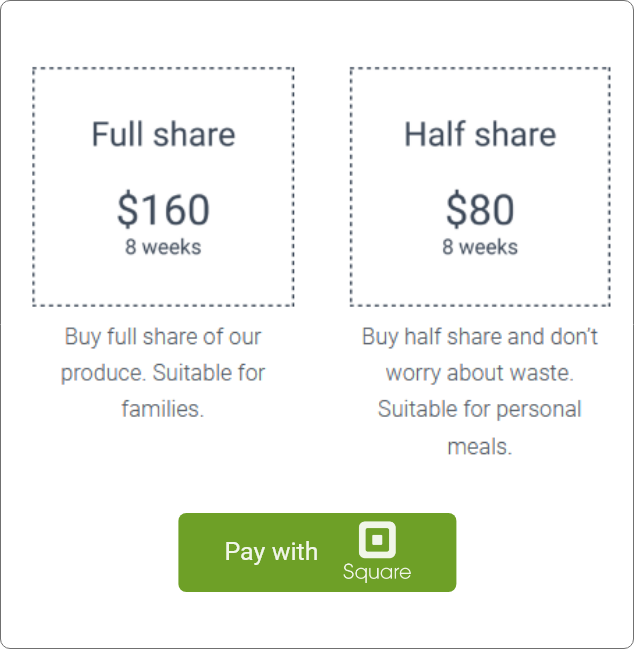 Full share
$160
8 weeks
Buy full share of our
produce. Suitable for
families.
Half share
$80
8 weeks
Buy half share and don't
worry about waste.
Suitable for personal
meals.
Pay with
Square